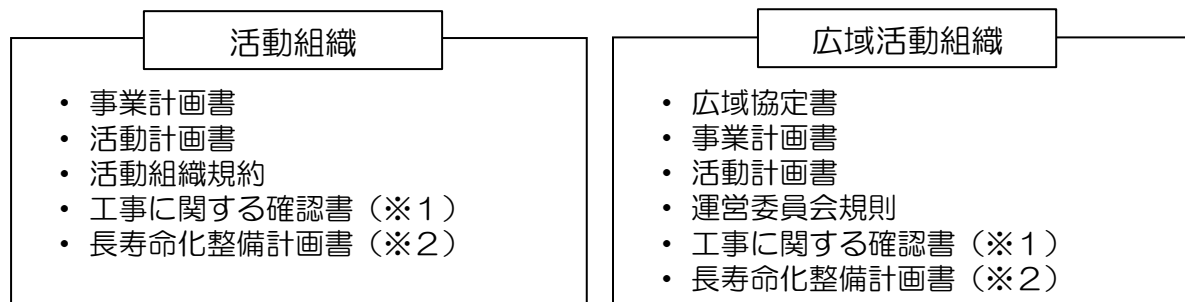 活動組織
・ 事業計画書
・ 活動計画書
・ 活動組織規約
・ 工事に関する確認書（※１）
・ 長寿命化整備計画書（※２）
広域活動組織
・ 広域協定書
・ 事業計画書
・ 活動計画書
・ 運営委員会規則
・ 工事に関する確認書（※１）
・ 長寿命化整備計画書（※２）